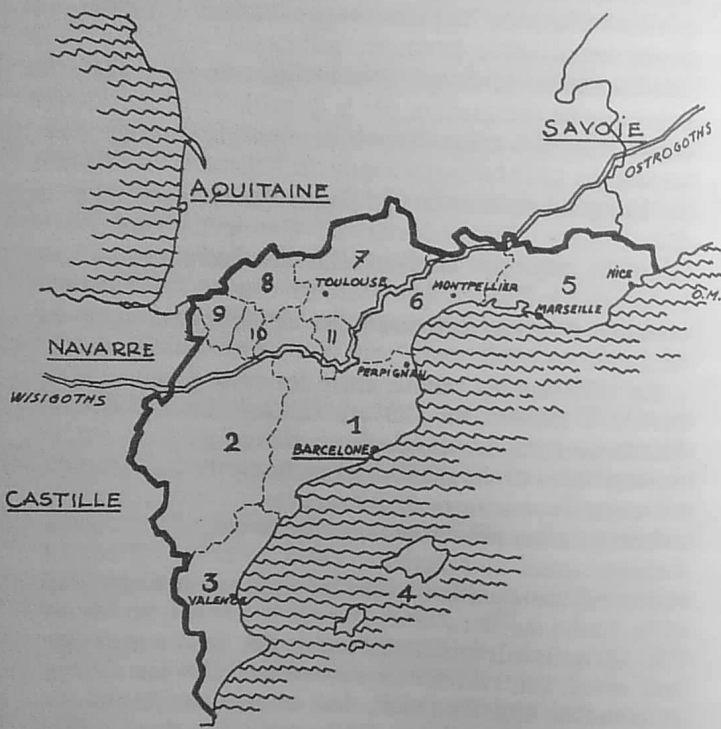 SAVOIE
OSTROGOTHS
AQUITAINE
7
8
TOULOUSE
6
MONTPELLIER
5
NICE
MARSEILLE
O.M.
9
10
11
NAVARRE
PERPIGNAN
WISIGOTHS
1
2
BARCELONE
CASTILLE
3
VALENCE
4